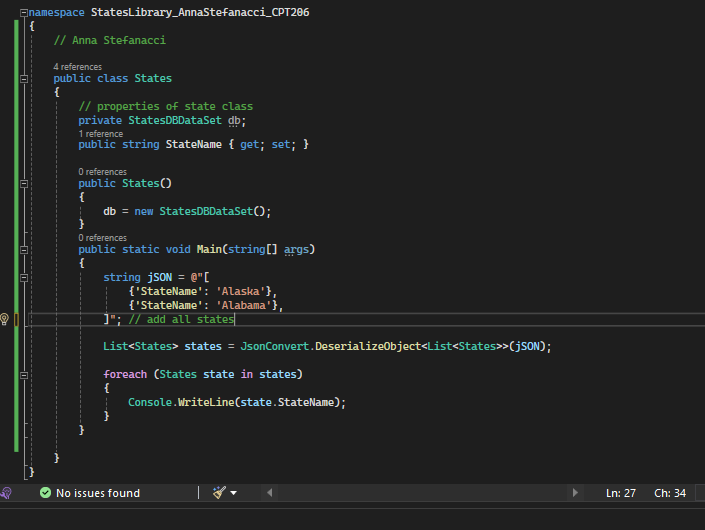 namespace StatesLibrary_AnnaStefanacci_CPT206
{
// Anna Stefanacci
4 references
public class States
{
// properties of state class
private StatesDBDataSet db;
1 reference
public string StateName { get; set; }
0 references
public States()
{
db = new StatesDBDataSet();
}
0 references
public static void Main(string[] args)
{
string jSON = @"[
{'StateName': 'Alaska'},
{'StateName': 'Alabama'},
]"; // add all states
List<States> states = JsonConvert.DeserializeObject<List<States>>(jSON);
foreach (States state in states)
{
Console.WriteLine(state.StateName);
}
}
}
}
No issues found
Ln: 27 Ch: 34